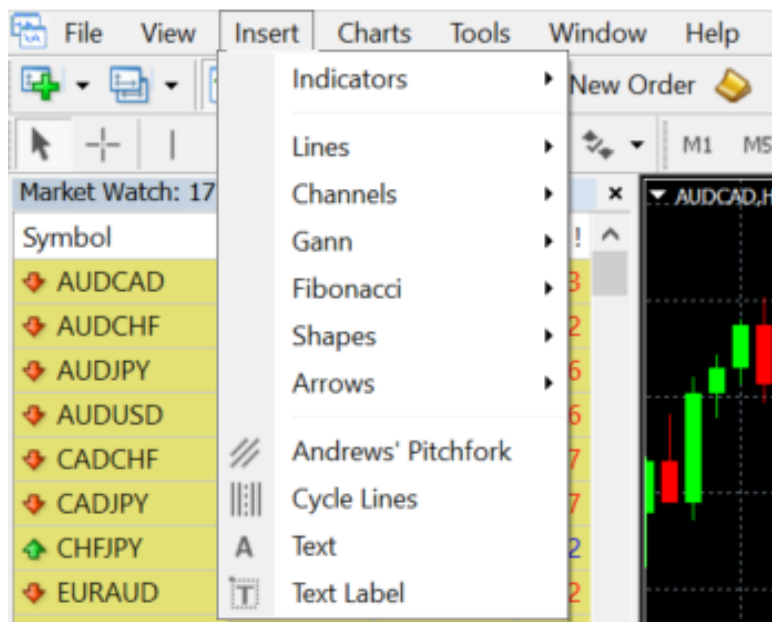 File View Insert Charts Tools Window Help
New Order
M1 M5
Market Watch: 17
Symbol !
AUDCAD 3
AUDCHF 2
AUDJPY 6
AUDUSD 6
CADCHF 7
CADJPY 7
CHFJPY 2
EURAUD 2
Indicators
Lines
Channels
Gann
Fibonacci
Shapes
Arrows
Andrews' Pitchfork
Cycle Lines
A Text
T Text Label
AUDCAD,H